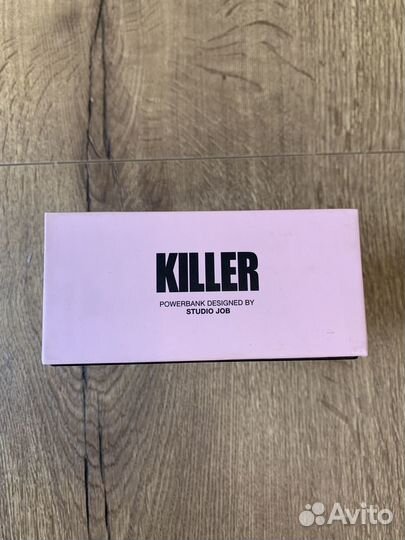 KILLER
POWERBANK DESIGNED BY
STUDIO JOB
Avito